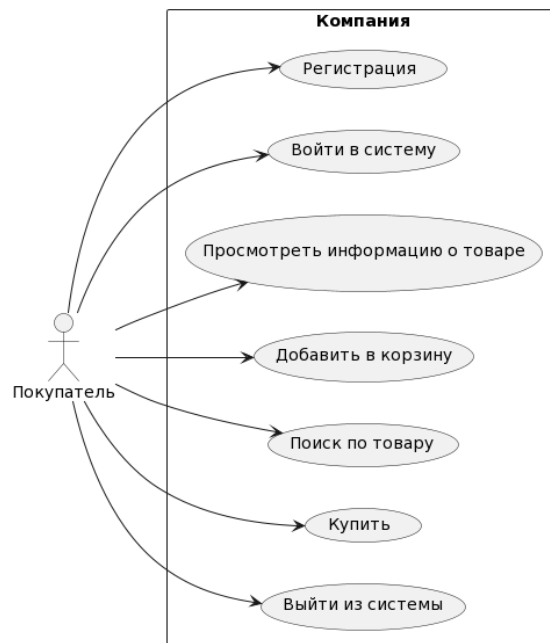 Компания
Регистрация
Войти в систему
Просмотреть информацию о товаре
Добавить в корзину
Покупатель
Поиск по товару
Купить
Выйти из системы